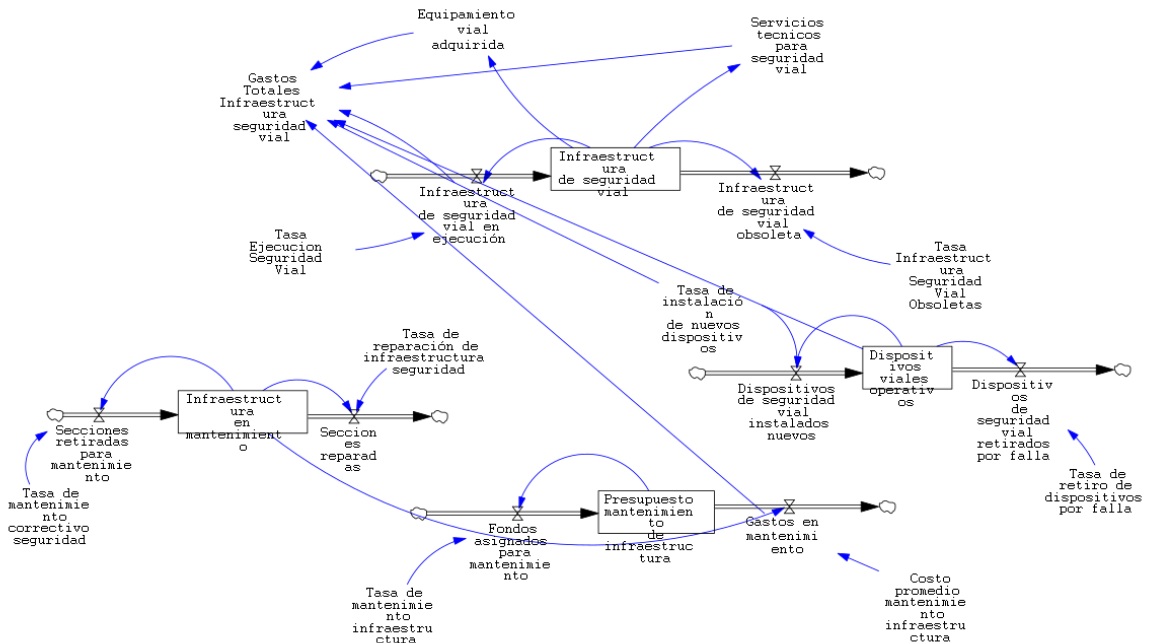 Equipamiento
vial
adquirida
Servicios
tecnicos
para
seguridad
vial
Gastos
Totales
Infraestruct
ura
seguridad
vial
Infraestruct
ura
de seguridad
vial
Infraestruct
ura
de seguridad
vial en
ejecución
Infraestruct
ura
de seguridad
vial
obsoleta
Tasa
Ejecucion
Seguridad
Vial
Tasa
Infraestruct
ura
Seguridad
Vial
Obsoletas
Tasa de
instalació
n
de nuevos
dispositiv
os
Tasa de
reparación de
infraestructura
seguridad
Dispositi
ivos
viales
operativos
Dispositivos
de seguridad
vial
instalados
nuevos
Dispositiv
os
de
seguridad
vial
retirados
por falla
Infraestruct
ura
en
mantenimient
o
Secciones
retiradas
para
mantenimie
nto
Seccion
es
reparad
as
Tasa de
mantenimie
nto
correctivo
seguridad
Tasa de
retiro de
dispositivos
por falla
Presupuesto
mantenimiento
de
infraestruc
tura
Fondos
asignados
para
mantenimie
nto
Gastos en
mantenimi
ento
Tasa de
mantenimie
nto
infraestru
ctura
Costo
promedio
mantenimie
nto
infraestru
ctura